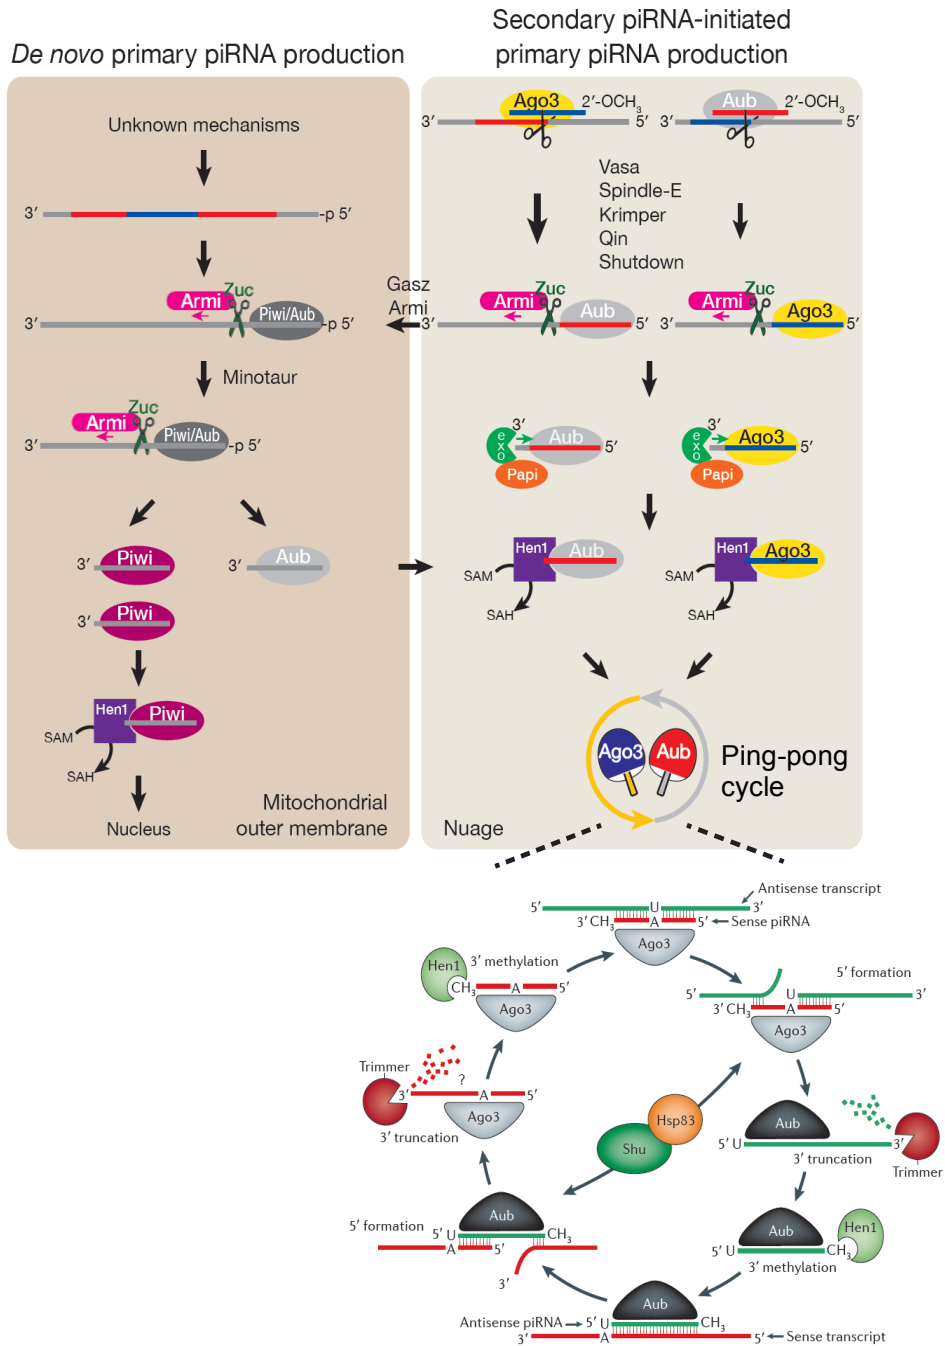 De novo primary piRNA production
Secondary piRNA-initiated
primary piRNA production
Unknown mechanisms
3′ -p 5′
Zuc
Armi
Piwi/Aub
3′ -p 5′
Minotaur
Zuc
Armi
Piwi/Aub
3′ -p 5′
Piwi
3′
Aub
3′
Piwi
3′
Hen1
Piwi
SAM
SAH
Nucleus
Mitochondrial
outer membrane
Gasz
Armi
Ago3
2′-OCH3
3′ 5′
Aub
2′-OCH3
3′ 5′
Vasa
Spindle-E
Krimper
Qin
Shutdown
Zuc
Armi
Aub
3′ 5′
Zuc
Armi
Ago3
3′ 5′
3′
exo
Aub
5′
Papi
3′
exo
Ago3
5′
Papi
Hen1
Aub
SAM
SAH
Hen1
Ago3
SAM
SAH
Ago3
Aub
Ping-pong
cycle
Nuage
Antisense transcript
5′ U 3′
3′ CH3 A 5′
Sense piRNA
Ago3
5′ formation
5′ U 3′
3′ CH3 A 5′
Ago3
Aub
5′ U 3′
3′ truncation
Trimmer
Aub
Hen1
5′ U CH3
3′ methylation
Aub
Antisense piRNA
5′ U CH3
3′ A 5′
Sense transcript
Aub
5′ formation
5′ U CH3
A 5′
3′
Trimmer
?
3′ A 5′
Ago3
3′ truncation
Hen1
3′ methylation
CH3 A 5′
Ago3
Hsp83
Shu